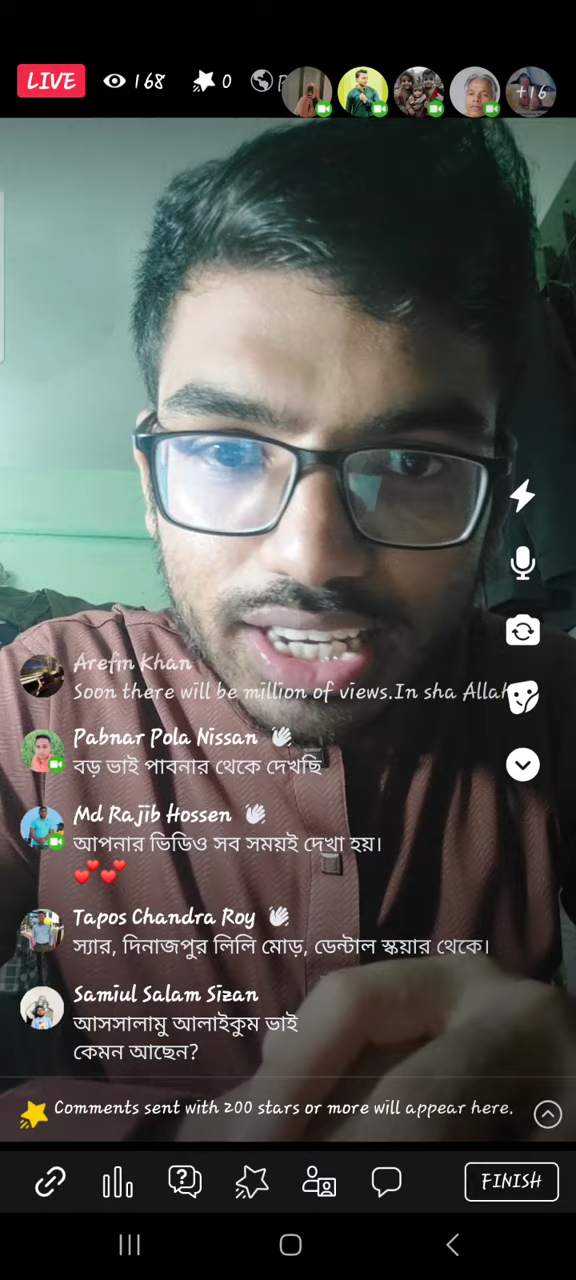 LIVE 168 0
+16
Arefin Khan
Soon there will be million of views.In sha Allah
Pabnar Pola Nissan
বড় ভাই পাবনার থেকে দেখছি
Md Rajib Hossen
আপনার ভিডিও সব সময়ই দেখা হয়।
Tapos Chandra Roy
স্যার, দিনাজপুর লিলি মোড়, ডেন্টাল স্কয়ার থেকে।
Samiul Salam Sizan
আসসালামু আলাইকুম ভাই
কেমন আছেন?
Comments sent with 200 stars or more will appear here.
FINISH